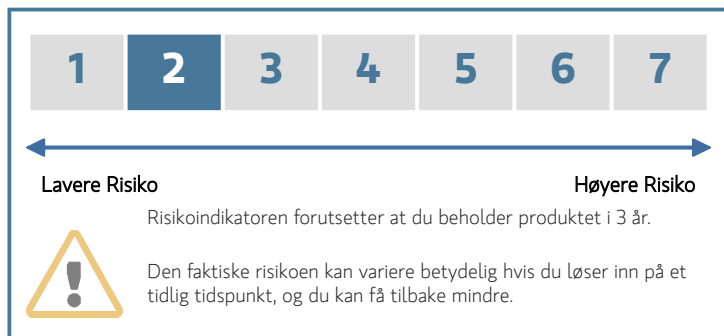 1 2 3 4 5 6 7
Lavere Risiko Høyere Risiko
Risikoindikatoren forutsetter at du beholder produktet i 3 år.
Den faktiske risikoen kan variere betydelig hvis du løser inn på et
tidlig tidspunkt, og du kan få tilbake mindre.